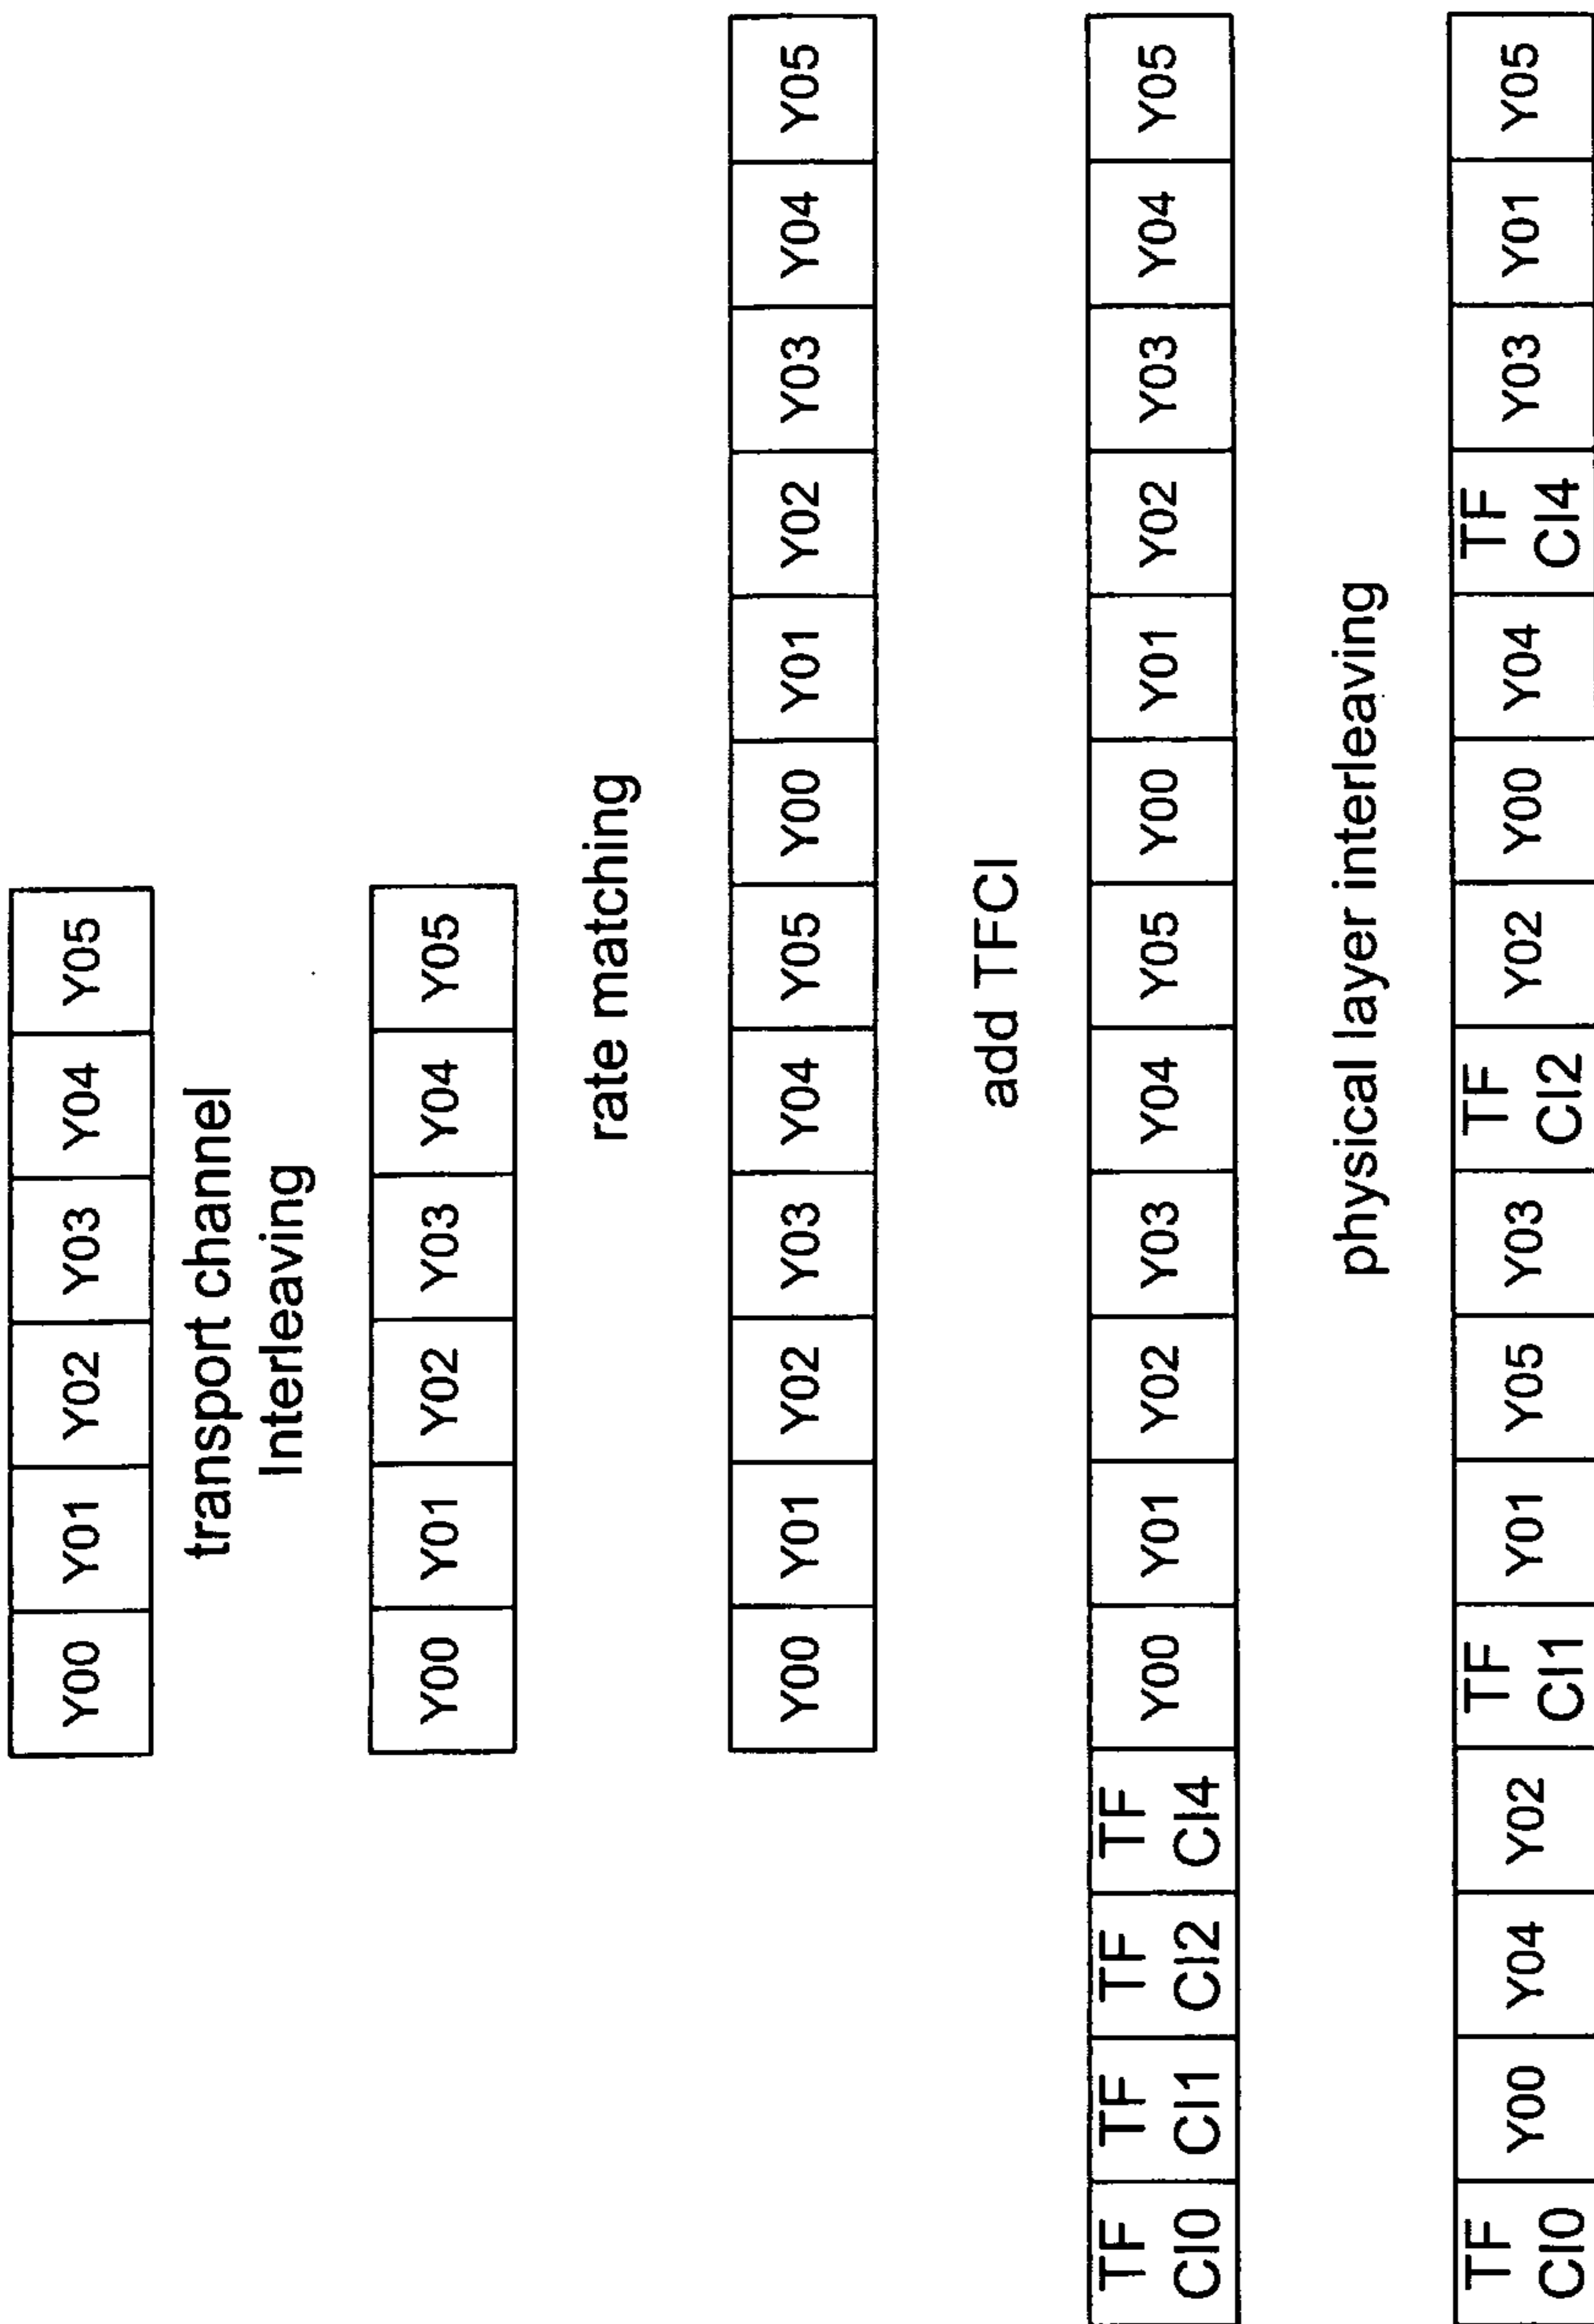 Y00 Y01 Y02 Y03 Y04 Y05
transport channel
Interleaving
Y00 Y01 Y02 Y03 Y04 Y05
rate matching
Y00 Y01 Y02 Y03 Y04 Y05 Y00 Y01 Y02 Y03 Y04 Y05
add TFCI
TF CI0 TF CI1 TF CI2 TF CI4 Y00 Y01 Y02 Y03 Y04 Y05 Y00 Y01 Y02 Y03 Y04 Y05
physical layer interleaving
TF CI0 Y00 Y04 Y02 TF CI1 Y01 Y05 Y03 TF CI2 Y02 Y00 Y04 TF CI4 Y03 Y01 Y05